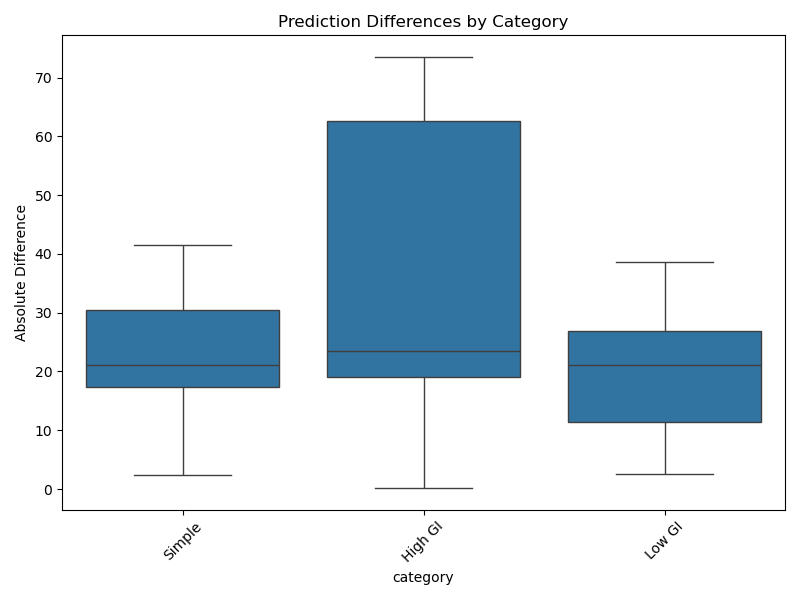 Prediction Differences by Category
Absolute Difference
70
60
50
40
30
20
10
0
Simple
High GI
Low GI
category